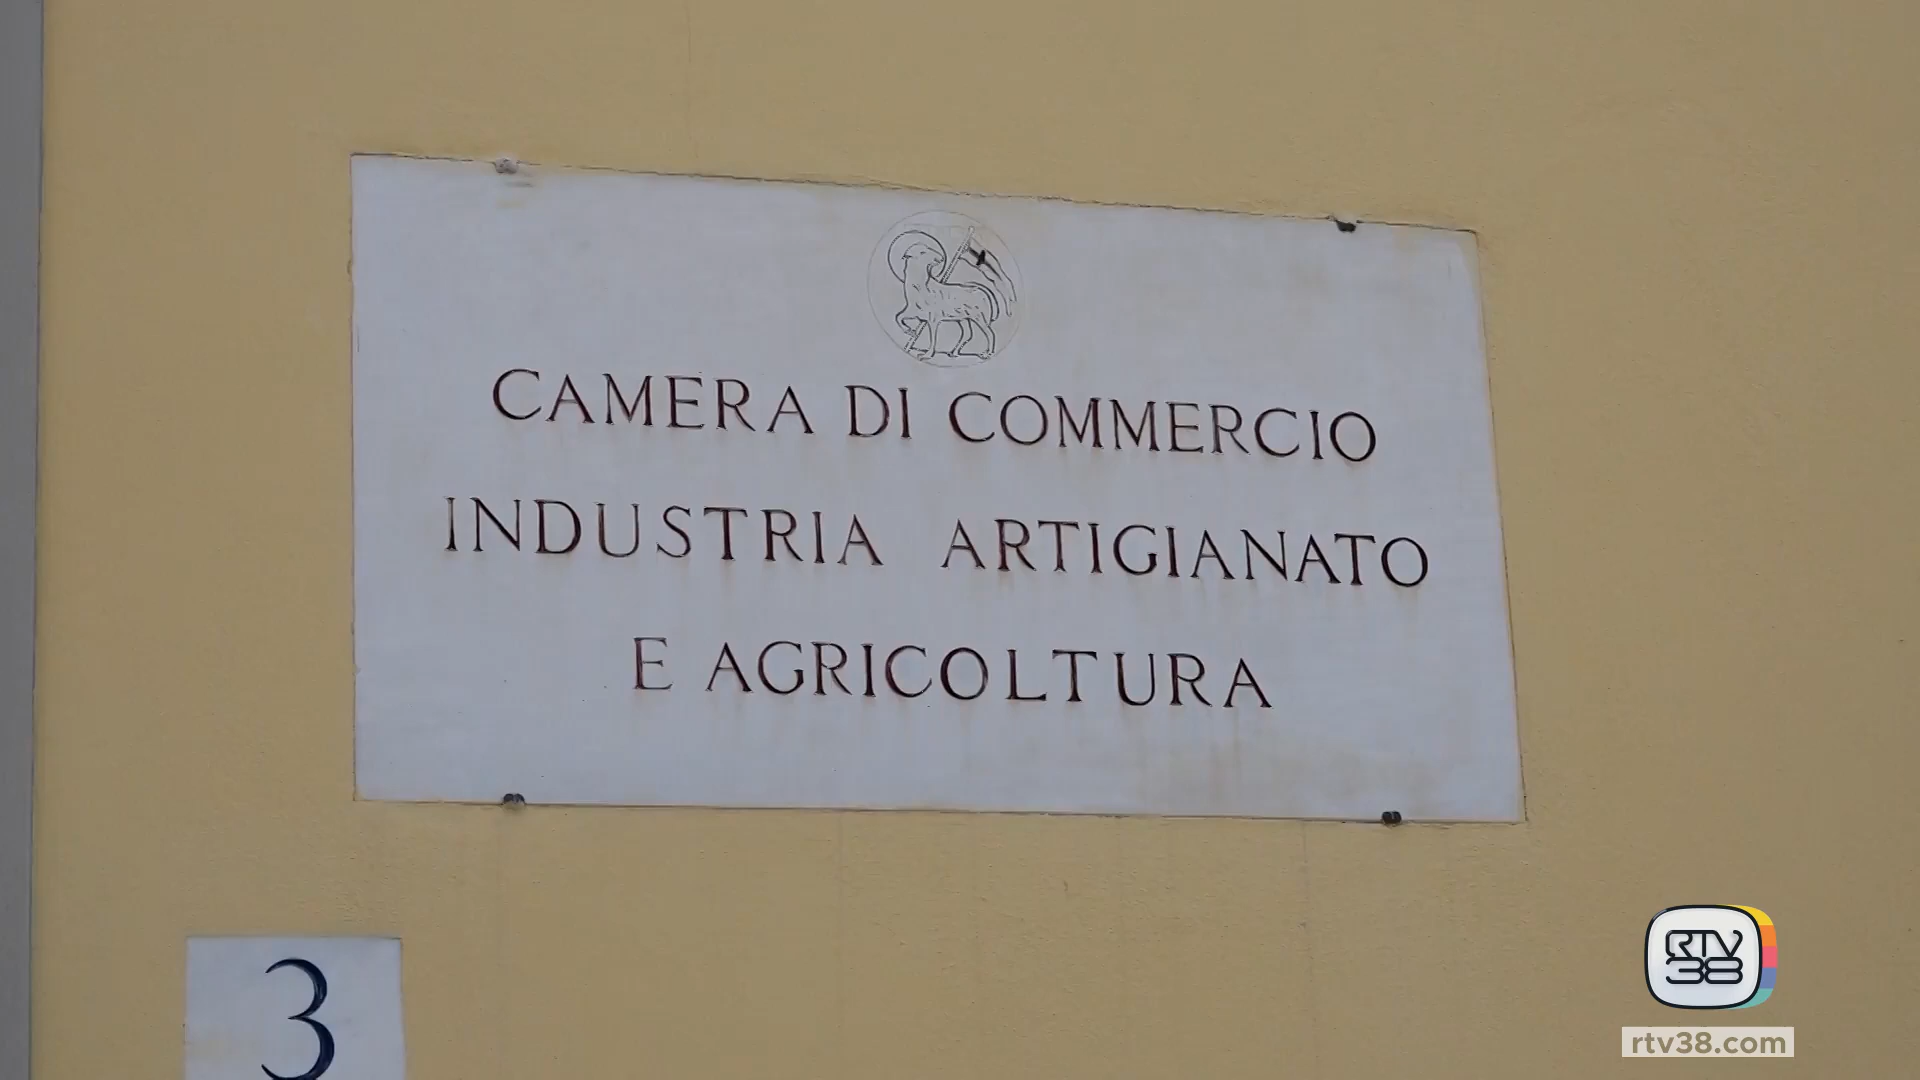 CAMERA DI COMMERCIO
INDUSTRIA ARTIGIANATO
E AGRICOLTURA
3
RTV
38
rtv38.com